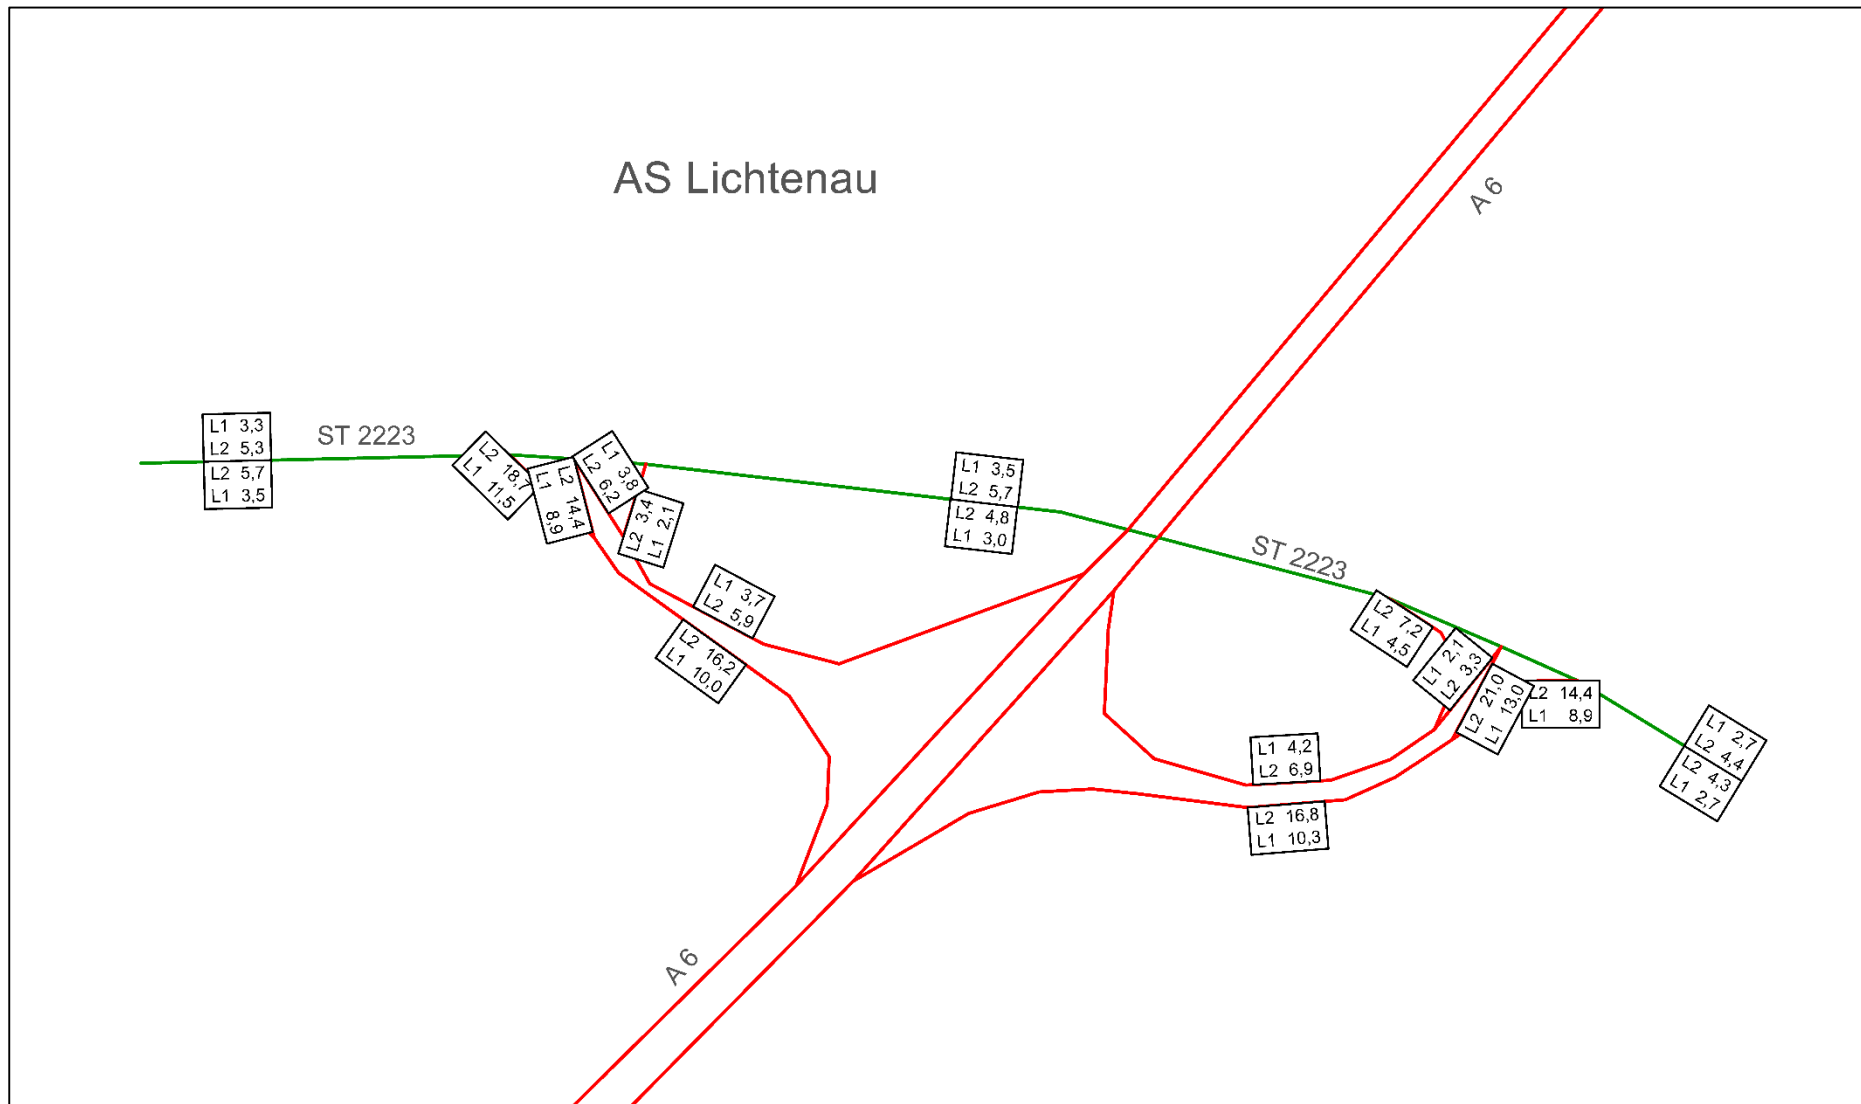 AS Lichtenau
A 6
L1 3,3
L2 5,3
L2 5,7
L1 3,5
ST 2223
L2 18,7
L1 11,5
L2 14,4
L1 8,9
L1 3,8
L2 6,2
L2 3,4
L1 2,1
L1 3,5
L2 5,7
L2 4,8
L1 3,0
ST 2223
L1 3,7
L2 5,9
L2 16,2
L1 10,0
L2 7,2
L1 4,5
L1 2,1
L2 3,3
L2 21,0
L1 13,0
L2 14,4
L1 8,9
L1 2,7
L2 4,4
L2 4,3
L1 2,7
L1 4,2
L2 6,9
L2 16,8
L1 10,3
A 6